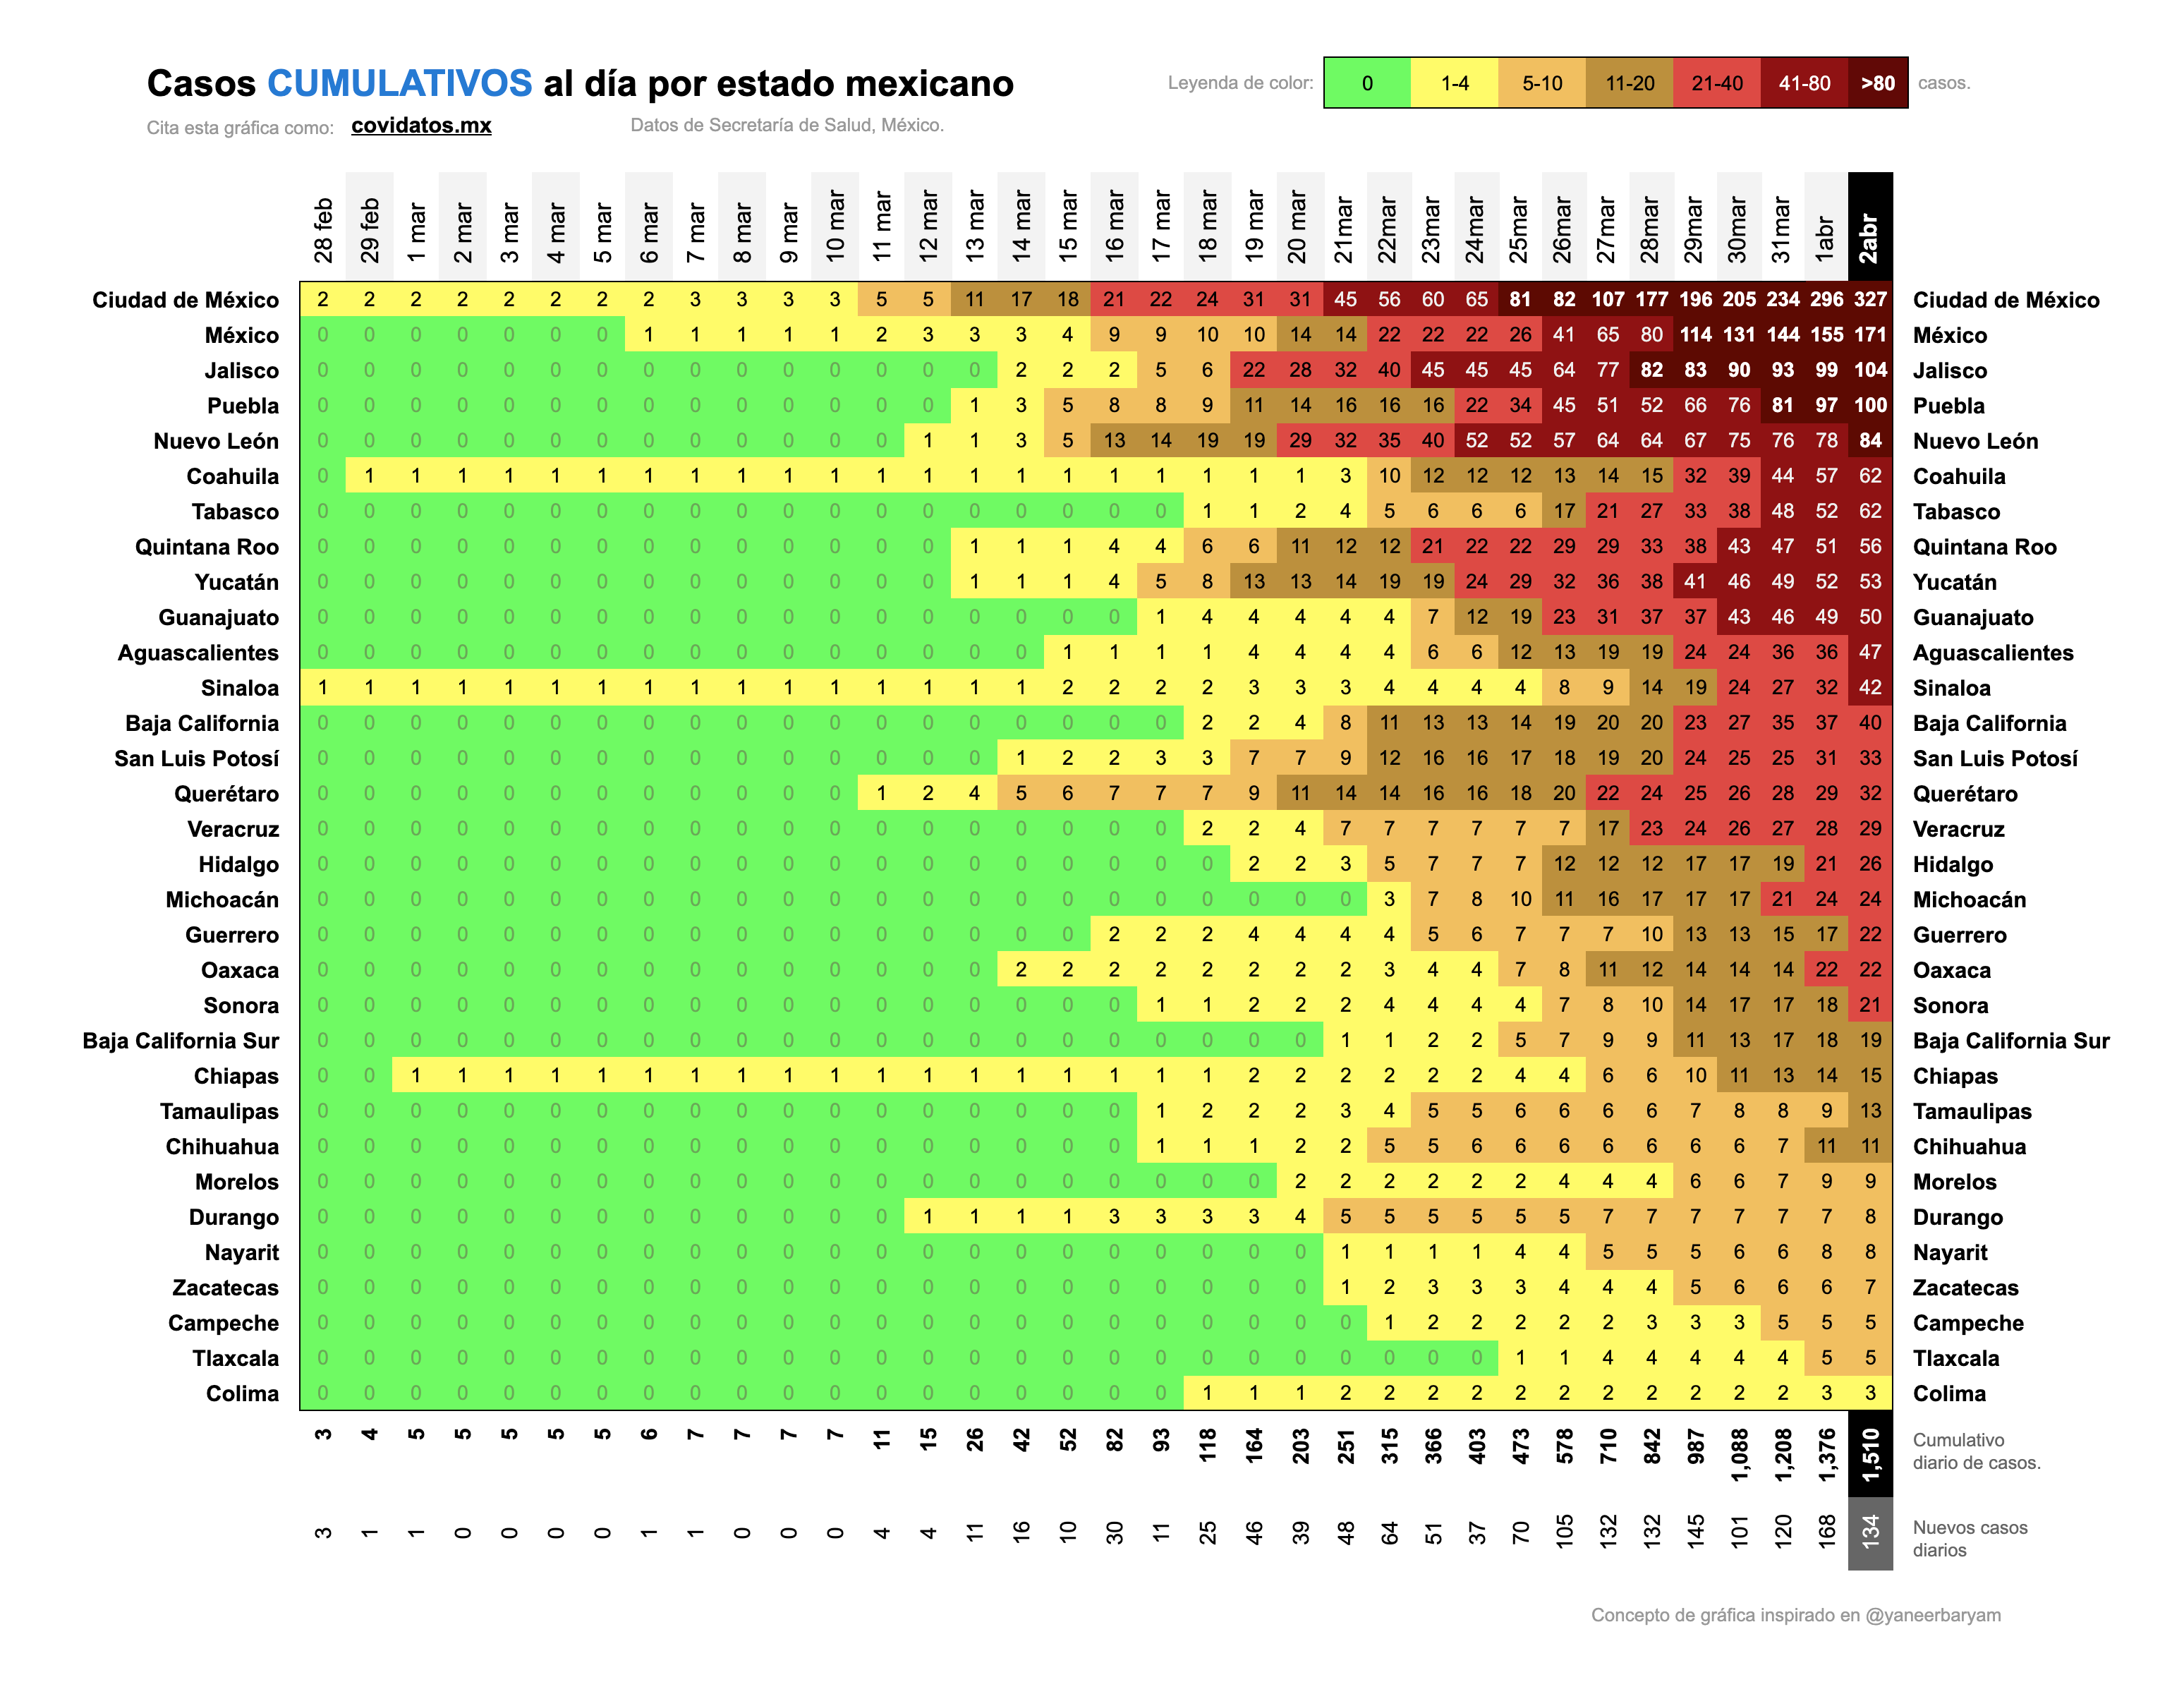 Casos CUMULATIVOS al día por estado mexicano
Cita esta gráfica como: covidatos.mx Datos de Secretaría de Salud, México.
Leyenda de color: 0 1-4 5-10 11-20 21-40 41-80 >80 casos.
28 feb 29 feb 1 mar 2 mar 3 mar 4 mar 5 mar 6 mar 7 mar 8 mar 9 mar 10 mar 11 mar 12 mar 13 mar 14 mar 15 mar 16 mar 17 mar 18 mar 19 mar 20 mar 21mar 22mar 23mar 24mar 25mar 26mar 27mar 28mar 29mar 30mar 31mar 1abr 2abr
Ciudad de México 2 2 2 2 2 2 2 2 3 3 3 3 5 5 11 17 18 21 22 24 31 31 45 56 60 65 81 82 107 177 196 205 234 296 327 Ciudad de México
México 0 0 0 0 0 0 0 1 1 1 1 1 2 3 3 3 4 9 9 10 10 14 14 22 22 22 26 41 65 80 114 131 144 155 171 México
Jalisco 0 0 0 0 0 0 0 0 0 0 0 0 0 0 0 2 2 2 5 6 22 28 32 40 45 45 45 64 77 82 83 90 93 99 104 Jalisco
Puebla 0 0 0 0 0 0 0 0 0 0 0 0 0 0 1 3 5 8 8 9 11 14 16 16 16 22 34 45 51 52 66 76 81 97 100 Puebla
Nuevo León 0 0 0 0 0 0 0 0 0 0 0 0 0 1 1 3 5 13 14 19 19 29 32 35 40 52 52 57 64 64 67 75 76 78 84 Nuevo León
Coahuila 0 1 1 1 1 1 1 1 1 1 1 1 1 1 1 1 1 1 1 1 1 1 3 10 12 12 12 13 14 15 32 39 44 57 62 Coahuila
Tabasco 0 0 0 0 0 0 0 0 0 0 0 0 0 0 0 0 0 0 0 1 1 2 4 5 6 6 6 17 21 27 33 38 48 52 62 Tabasco
Quintana Roo 0 0 0 0 0 0 0 0 0 0 0 0 0 0 1 1 1 4 4 6 6 11 12 12 21 22 22 29 29 33 38 43 47 51 56 Quintana Roo
Yucatán 0 0 0 0 0 0 0 0 0 0 0 0 0 0 1 1 1 4 5 8 13 13 14 19 19 24 29 32 36 38 41 46 49 52 53 Yucatán
Guanajuato 0 0 0 0 0 0 0 0 0 0 0 0 0 0 0 0 0 0 1 4 4 4 4 4 7 12 19 23 31 37 37 43 46 49 50 Guanajuato
Aguascalientes 0 0 0 0 0 0 0 0 0 0 0 0 0 0 0 0 1 1 1 1 4 4 4 4 6 6 12 13 19 19 24 24 36 36 47 Aguascalientes
Sinaloa 1 1 1 1 1 1 1 1 1 1 1 1 1 1 1 1 2 2 2 2 3 3 3 4 4 4 4 8 9 14 19 24 27 32 42 Sinaloa
Baja California 0 0 0 0 0 0 0 0 0 0 0 0 0 0 0 0 0 0 0 2 2 4 8 11 13 13 14 19 20 20 23 27 35 37 40 Baja California
San Luis Potosí 0 0 0 0 0 0 0 0 0 0 0 0 0 0 0 1 2 2 3 3 7 7 9 12 16 16 17 18 19 20 24 25 25 31 33 San Luis Potosí
Querétaro 0 0 0 0 0 0 0 0 0 0 0 0 1 2 4 5 6 7 7 7 9 11 14 14 16 16 18 20 22 24 25 26 28 29 32 Querétaro
Veracruz 0 0 0 0 0 0 0 0 0 0 0 0 0 0 0 0 0 0 0 2 2 4 7 7 7 7 7 7 17 23 24 26 27 28 29 Veracruz
Hidalgo 0 0 0 0 0 0 0 0 0 0 0 0 0 0 0 0 0 0 0 0 2 2 3 5 7 7 7 12 12 12 17 17 19 21 26 Hidalgo
Michoacán 0 0 0 0 0 0 0 0 0 0 0 0 0 0 0 0 0 0 0 0 0 0 0 3 7 8 10 11 16 17 17 17 21 24 24 Michoacán
Guerrero 0 0 0 0 0 0 0 0 0 0 0 0 0 0 0 0 0 2 2 2 4 4 4 4 5 6 7 7 7 10 13 13 15 17 22 Guerrero
Oaxaca 0 0 0 0 0 0 0 0 0 0 0 0 0 0 0 2 2 2 2 2 2 2 2 3 4 4 7 8 11 12 14 14 14 22 22 Oaxaca
Sonora 0 0 0 0 0 0 0 0 0 0 0 0 0 0 0 0 0 0 1 1 2 2 2 4 4 4 4 7 8 10 14 17 17 18 21 Sonora
Baja California Sur 0 0 0 0 0 0 0 0 0 0 0 0 0 0 0 0 0 0 0 0 0 0 1 1 2 2 5 7 9 9 11 13 17 18 19 Baja California Sur
Chiapas 0 0 1 1 1 1 1 1 1 1 1 1 1 1 1 1 1 1 1 1 2 2 2 2 2 2 4 4 6 6 10 11 13 14 15 Chiapas
Tamaulipas 0 0 0 0 0 0 0 0 0 0 0 0 0 0 0 0 0 0 1 2 2 2 3 4 5 5 6 6 6 6 7 8 8 9 13 Tamaulipas
Chihuahua 0 0 0 0 0 0 0 0 0 0 0 0 0 0 0 0 0 0 1 1 1 2 2 5 5 6 6 6 6 6 6 6 7 11 11 Chihuahua
Morelos 0 0 0 0 0 0 0 0 0 0 0 0 0 0 0 0 0 0 0 0 0 2 2 2 2 2 2 4 4 4 6 6 7 9 9 Morelos
Durango 0 0 0 0 0 0 0 0 0 0 0 0 0 1 1 1 1 3 3 3 3 4 5 5 5 5 5 5 7 7 7 7 7 7 8 Durango
Nayarit 0 0 0 0 0 0 0 0 0 0 0 0 0 0 0 0 0 0 0 0 0 0 1 1 1 1 4 4 5 5 5 6 6 8 8 Nayarit
Zacatecas 0 0 0 0 0 0 0 0 0 0 0 0 0 0 0 0 0 0 0 0 0 0 1 2 3 3 3 4 4 4 5 6 6 6 7 Zacatecas
Campeche 0 0 0 0 0 0 0 0 0 0 0 0 0 0 0 0 0 0 0 0 0 0 0 1 2 2 2 2 2 3 3 3 5 5 5 Campeche
Tlaxcala 0 0 0 0 0 0 0 0 0 0 0 0 0 0 0 0 0 0 0 0 0 0 0 0 0 0 1 1 4 4 4 4 4 5 5 Tlaxcala
Colima 0 0 0 0 0 0 0 0 0 0 0 0 0 0 0 0 0 0 0 1 1 1 2 2 2 2 2 2 2 2 2 2 2 3 3 Colima
3 4 5 5 5 5 5 6 7 7 7 7 11 15 26 42 52 82 93 118 164 203 251 315 366 403 473 578 710 842 987 1,088 1,208 1,376 1,510 Cumulativo
diario de casos.
3 1 1 0 0 0 0 1 1 0 0 0 4 4 11 16 10 30 11 25 46 39 48 64 51 37 70 105 132 132 145 101 120 168 134 Nuevos casos
diarios
Concepto de gráfica inspirado en @yaneerbaryam